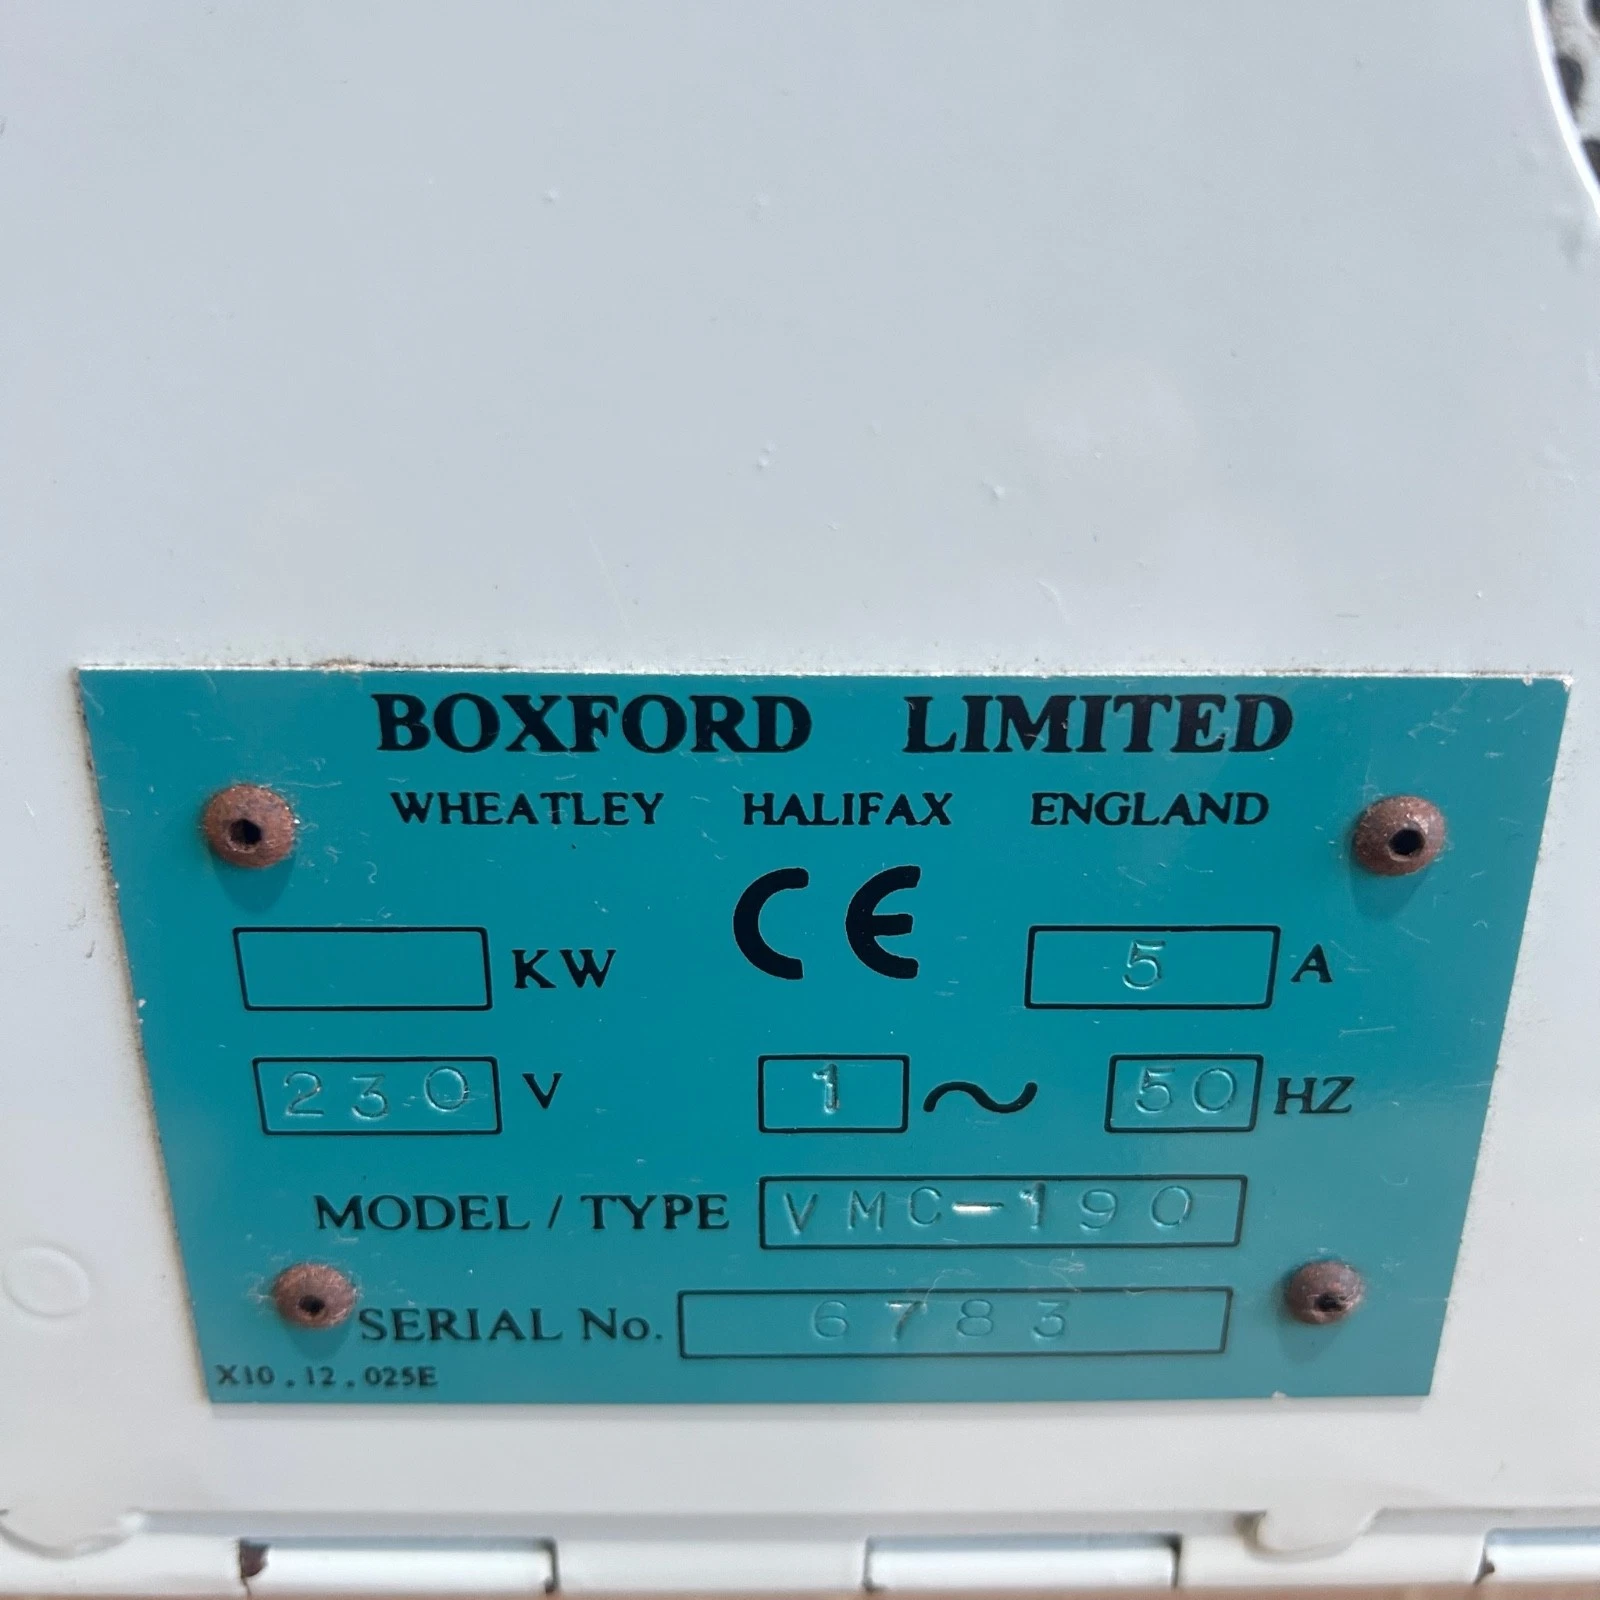 BOXFORD LIMITED
WHEATLEY HALIFAX ENGLAND
KW CE 5 A
230 V 1 ~ 50 HZ
MODEL / TYPE VMC-190
SERIAL No. 6783
X10.12.025E